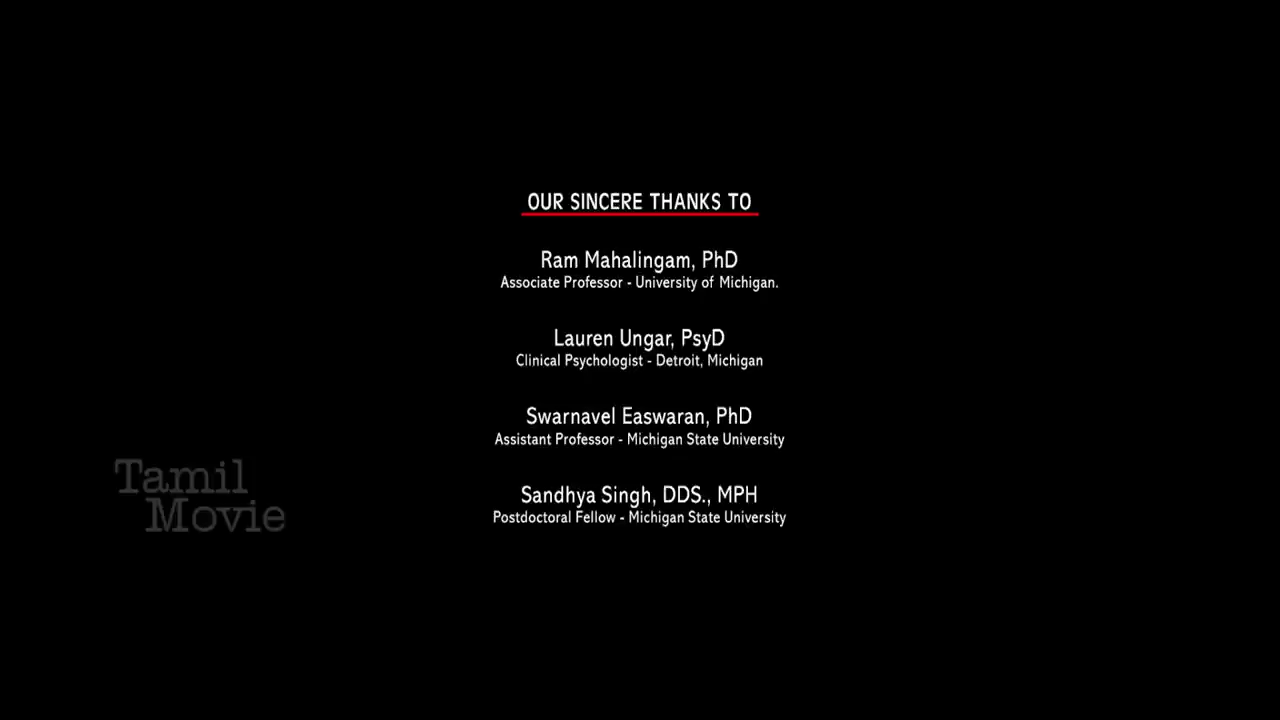 OUR SINCERE THANKS TO
Ram Mahalingam, PhD
Associate Professor - University of Michigan.
Lauren Ungar, PsyD
Clinical Psychologist - Detroit, Michigan
Swarnavel Easwaran, PhD
Assistant Professor - Michigan State University
Sandhya Singh, DDS., MPH
Postdoctoral Fellow - Michigan State University
Tamil
Movie